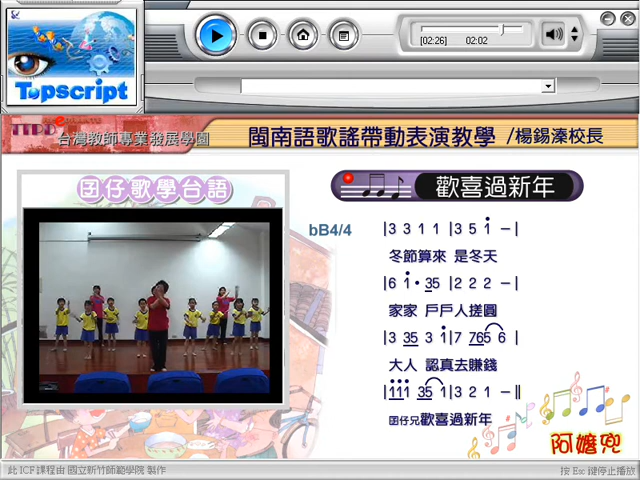 Topscript
[02:26] 02:02
TTPDe
台灣教師專業發展學園
閩南語歌謠帶動表演教學 /楊錫溱校長
囝仔歌學台語
歡喜過新年
bB4/4
|3 3 1 1 |3 5 i̇ −|
冬節算來 是冬天
|6 i̇· 35 |2 2 2 −|
家家 戶戶人搓圓
|3 35 3 i̇ |7 765 6 |
大人 認真去賺錢
|i̇i̇i̇ 35 1 |3 2 1 −‖
囝仔兄歡喜過新年
阿嬤兜
此 ICF 課程由 國立新竹師範學院 製作
按 Esc 鍵停止播放